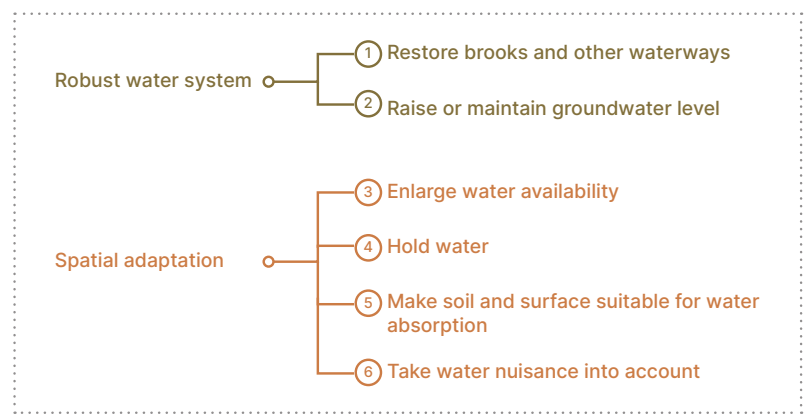 Robust water system
1 Restore brooks and other waterways
2 Raise or maintain groundwater level
Spatial adaptation
3 Enlarge water availability
4 Hold water
5 Make soil and surface suitable for water
absorption
6 Take water nuisance into account